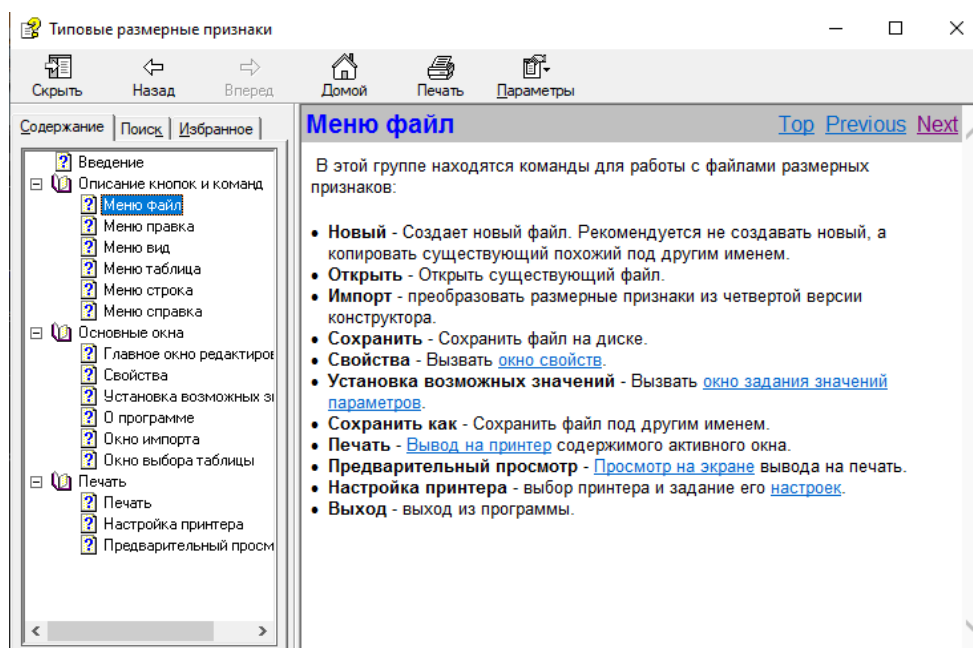 Типовые размерные признаки
Скрыть Назад Вперед Домой Печать Параметры
Содержание Поиск Избранное
Введение
Описание кнопок и команд
Меню файл
Меню правка
Меню вид
Меню таблица
Меню строка
Меню справка
Основные окна
Главное окно редактиров
Свойства
Установка возможных зн
О программе
Окно импорта
Окно выбора таблицы
Печать
Печать
Настройка принтера
Предварительный просм
Меню файл Top Previous Next
В этой группе находятся команды для работы с файлами размерных
признаков:
• Новый - Создает новый файл. Рекомендуется не создавать новый, а
копировать существующий похожий под другим именем.
• Открыть - Открыть существующий файл.
• Импорт - преобразовать размерные признаки из четвертой версии
конструктора.
• Сохранить - Сохранить файл на диске.
• Свойства - Вызвать окно свойств.
• Установка возможных значений - Вызвать окно задания значений
параметров.
• Сохранить как - Сохранить файл под другим именем.
• Печать - Вывод на принтер содержимого активного окна.
• Предварительный просмотр - Просмотр на экране вывода на печать.
• Настройка принтера - выбор принтера и задание его настроек.
• Выход - выход из программы.